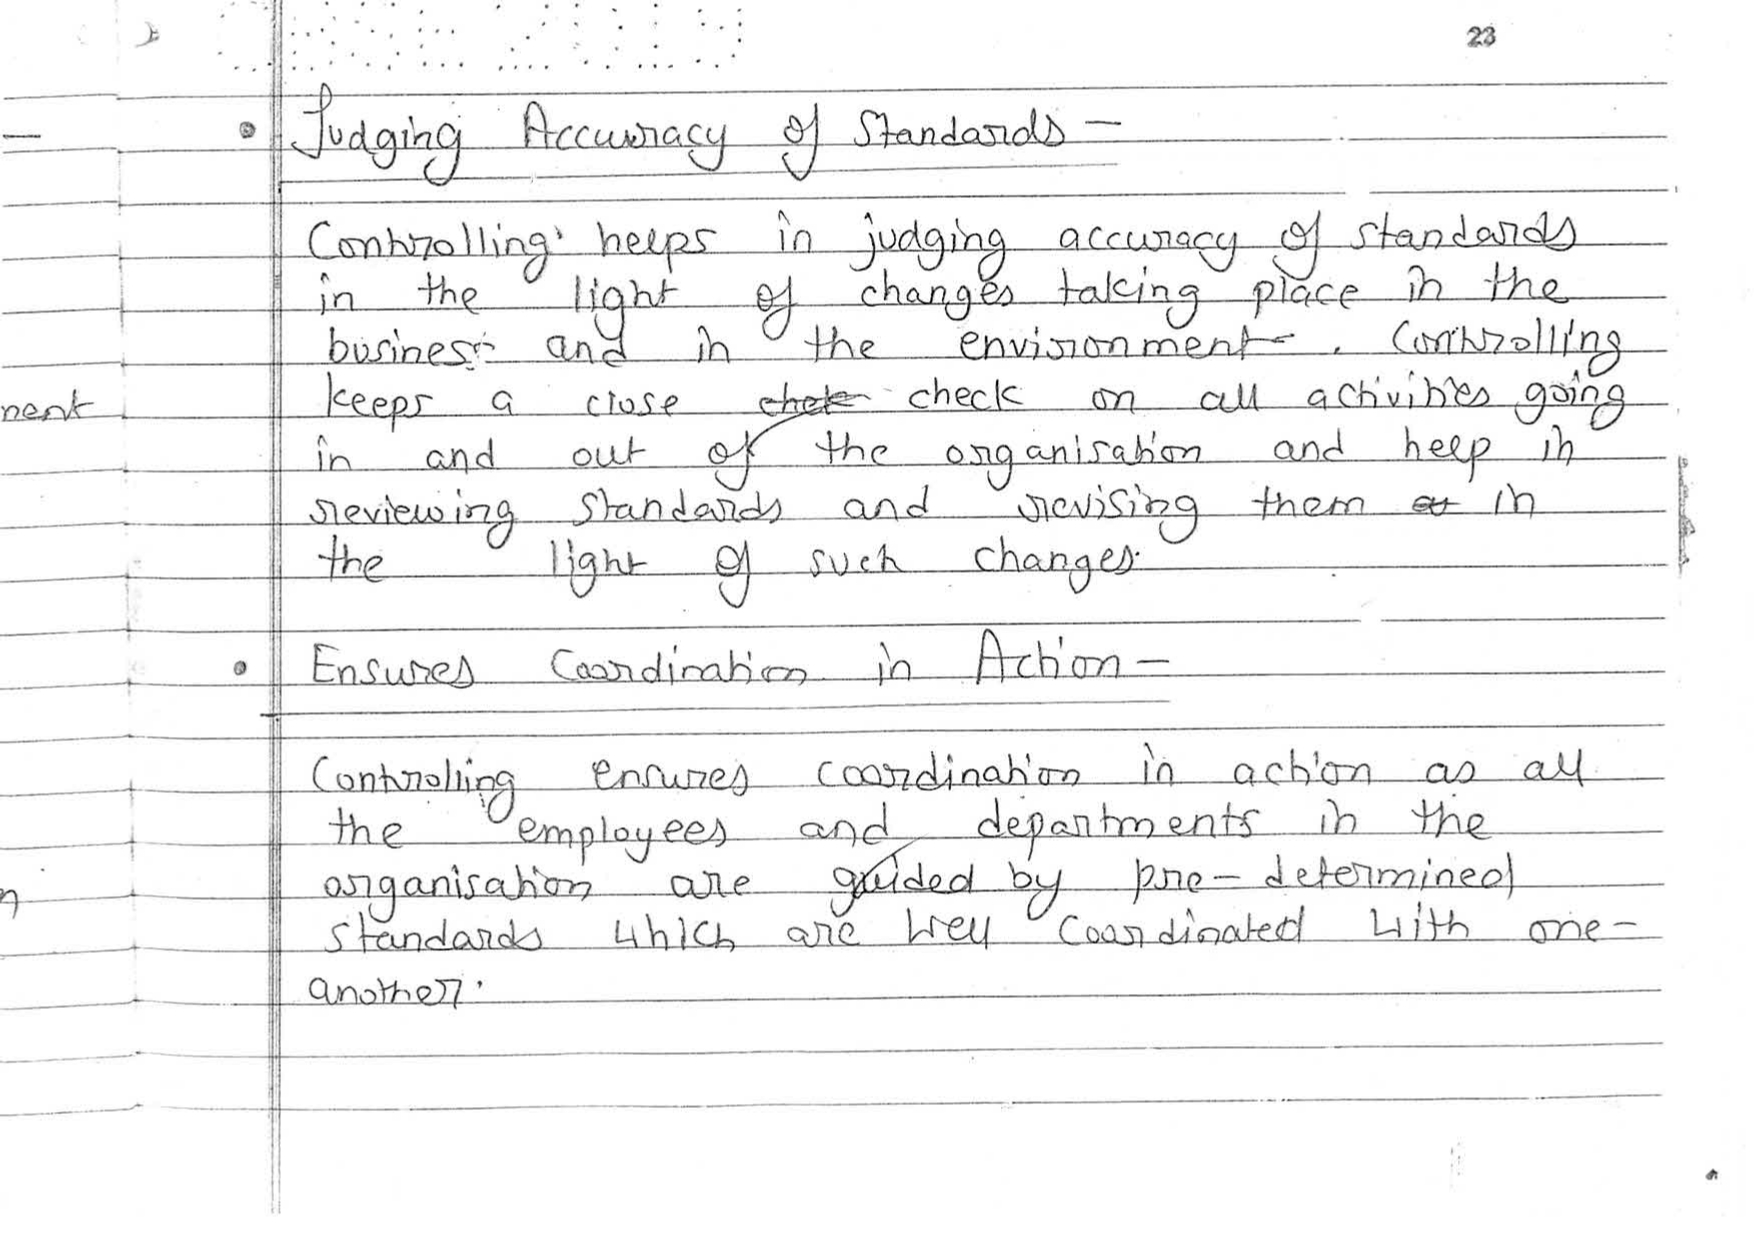 23
• Judging Accuracy of Standards –
Controlling helps in judging accuracy of standards
in the light of changes taking place in the
business and in the environment. Controlling
nent keeps a close ~~chek~~ check on all activities going
in and out of the organisation and help in
reviewing standards and revising them in
the light of such changes.
• Ensures Coordination in Action –
Controlling ensures coordination in action as all
the employees and departments in the
organisation are guided by pre-determined
standards which are well coordinated with one-
another.